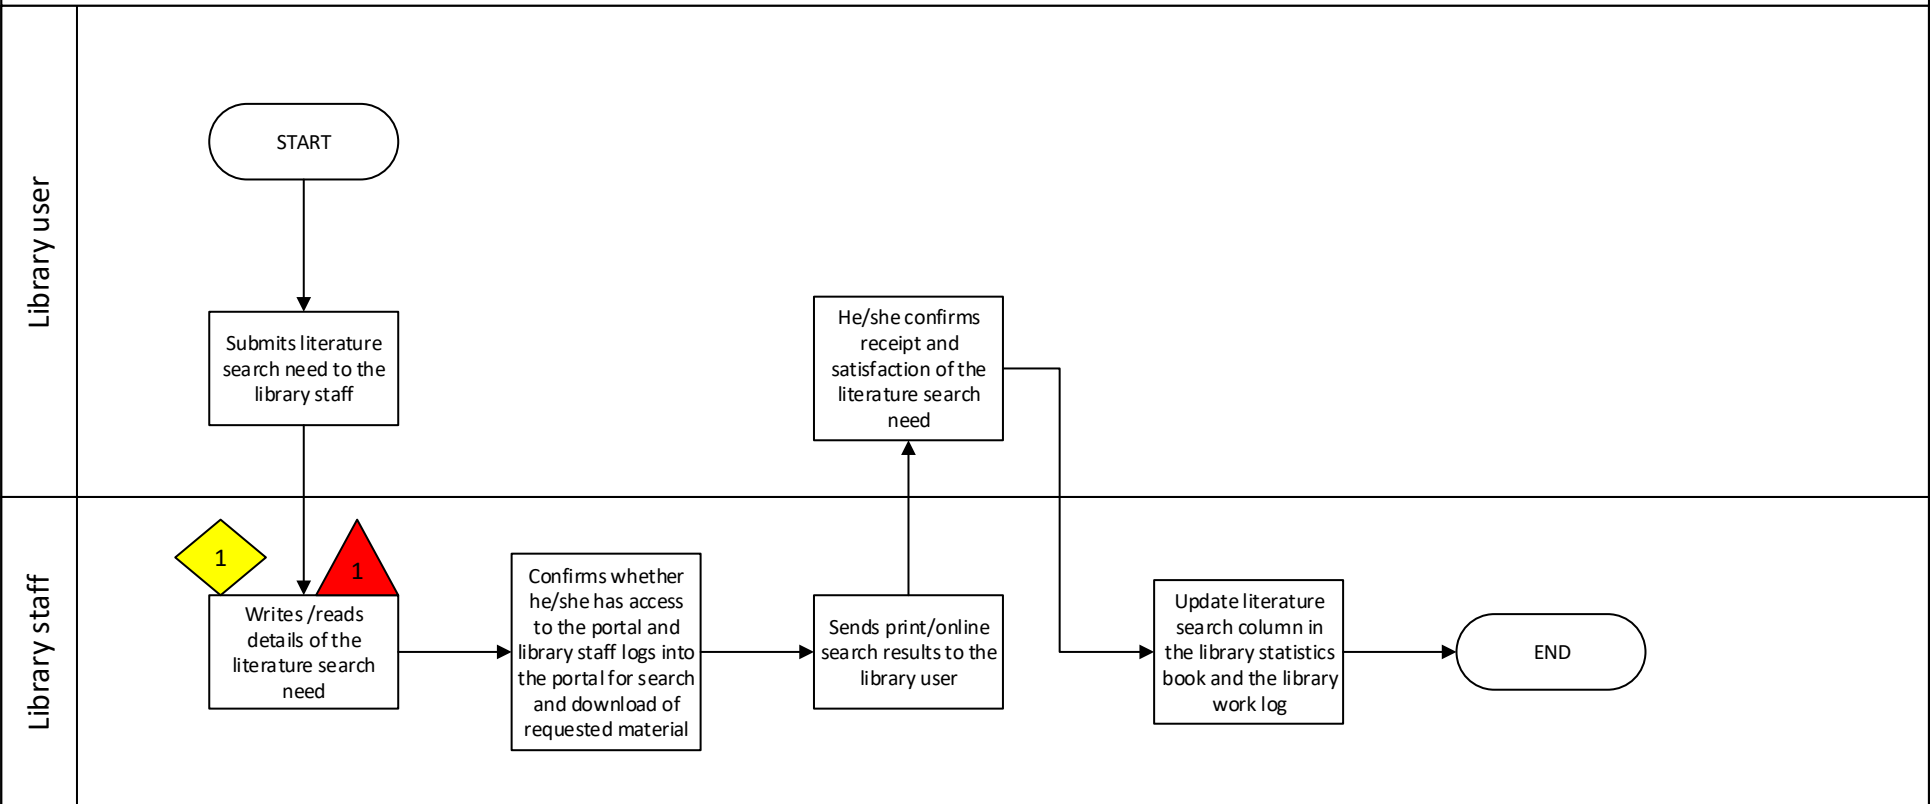 Library user
START
Submits literature
search need to the
library staff
He/she confirms
receipt and
satisfaction of the
literature search
need
Library staff
1
1
Writes /reads
details of the
literature search
need
Confirms whether
he/she has access
to the portal and
library staff logs into
the portal for search
and download of
requested material
Sends print/online
search results to the
library user
Update literature
search column in
the library statistics
book and the library
work log
END